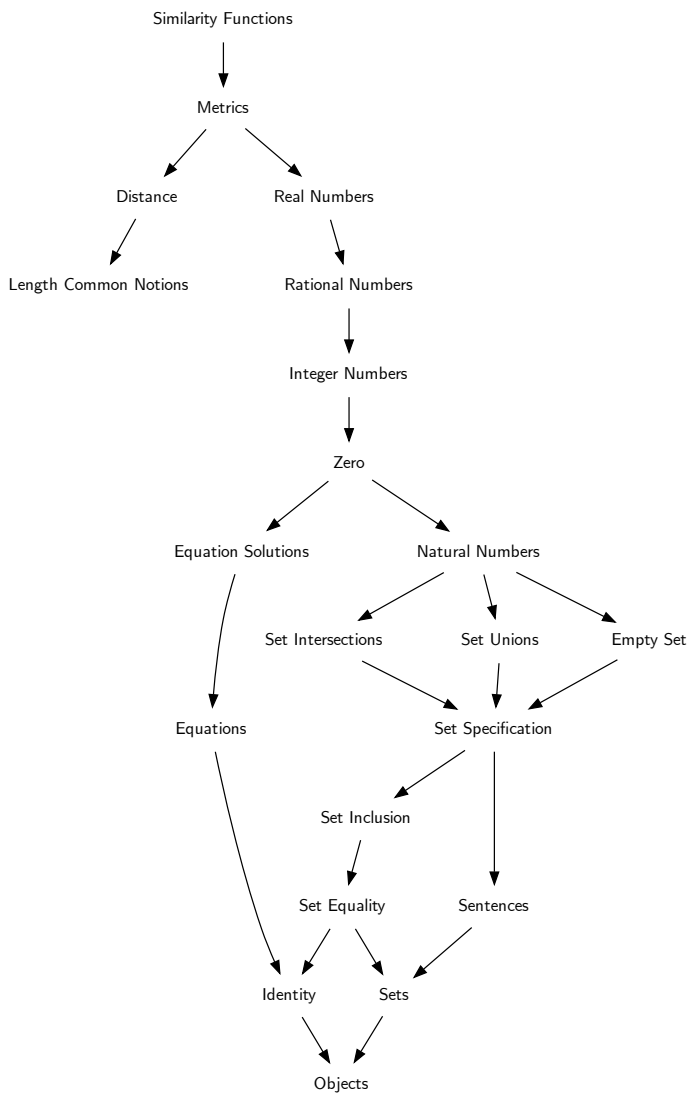 Similarity Functions
Metrics
Distance
Real Numbers
Length Common Notions
Rational Numbers
Integer Numbers
Zero
Equation Solutions
Natural Numbers
Set Intersections
Set Unions
Empty Set
Equations
Set Specification
Set Inclusion
Set Equality
Sentences
Identity
Sets
Objects